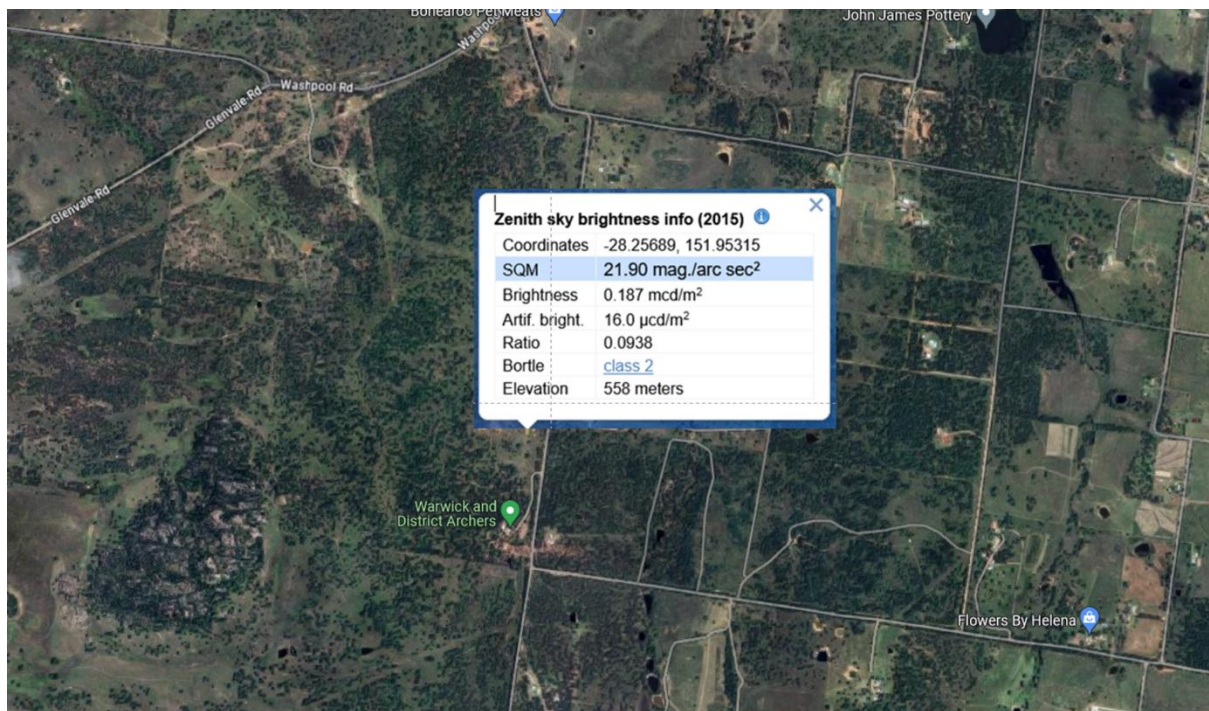 Bonearoo Pet Meats
John James Pottery
Washpool
Washpool Rd
Glenvale Rd
Glenvale Rd
Zenith sky brightness info (2015)
Coordinates -28.25689, 151.95315
SQM 21.90 mag./arc sec²
Brightness 0.187 mcd/m²
Artif. bright. 16.0 μcd/m²
Ratio 0.0938
Bortle class 2
Elevation 558 meters
Warwick and
District Archers
Flowers By Helena